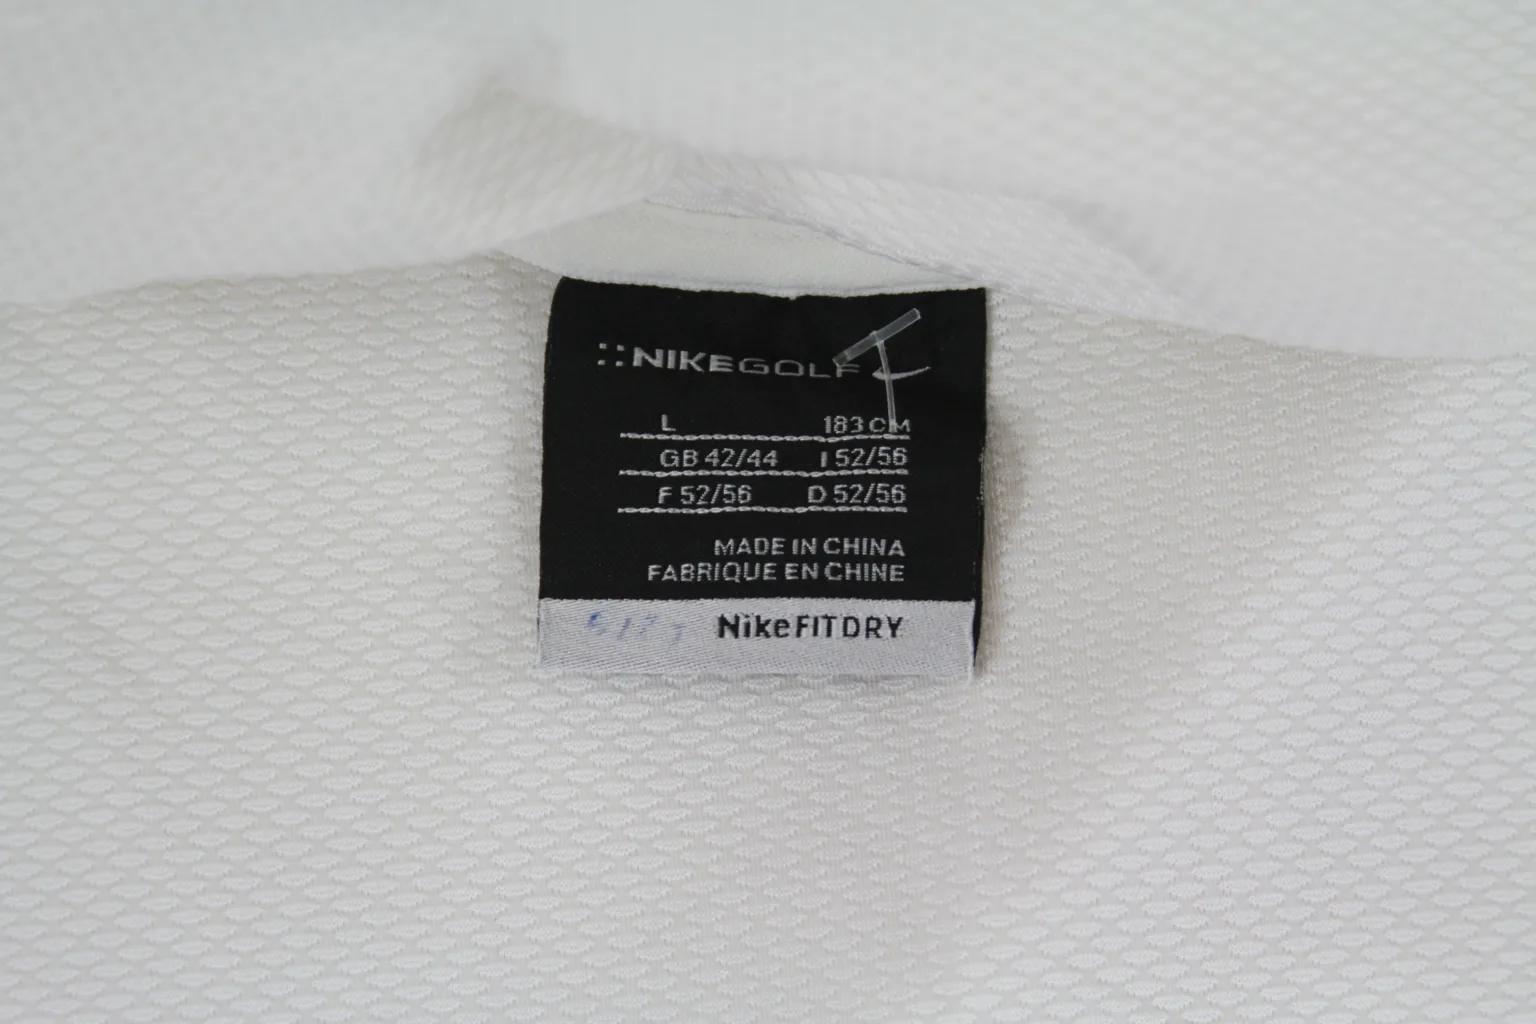 NIKEGOLF
L 183 CM
GB 42/44 I 52/56
F 52/56 D 52/56
MADE IN CHINA
FABRIQUE EN CHINE
NikeFITDRY